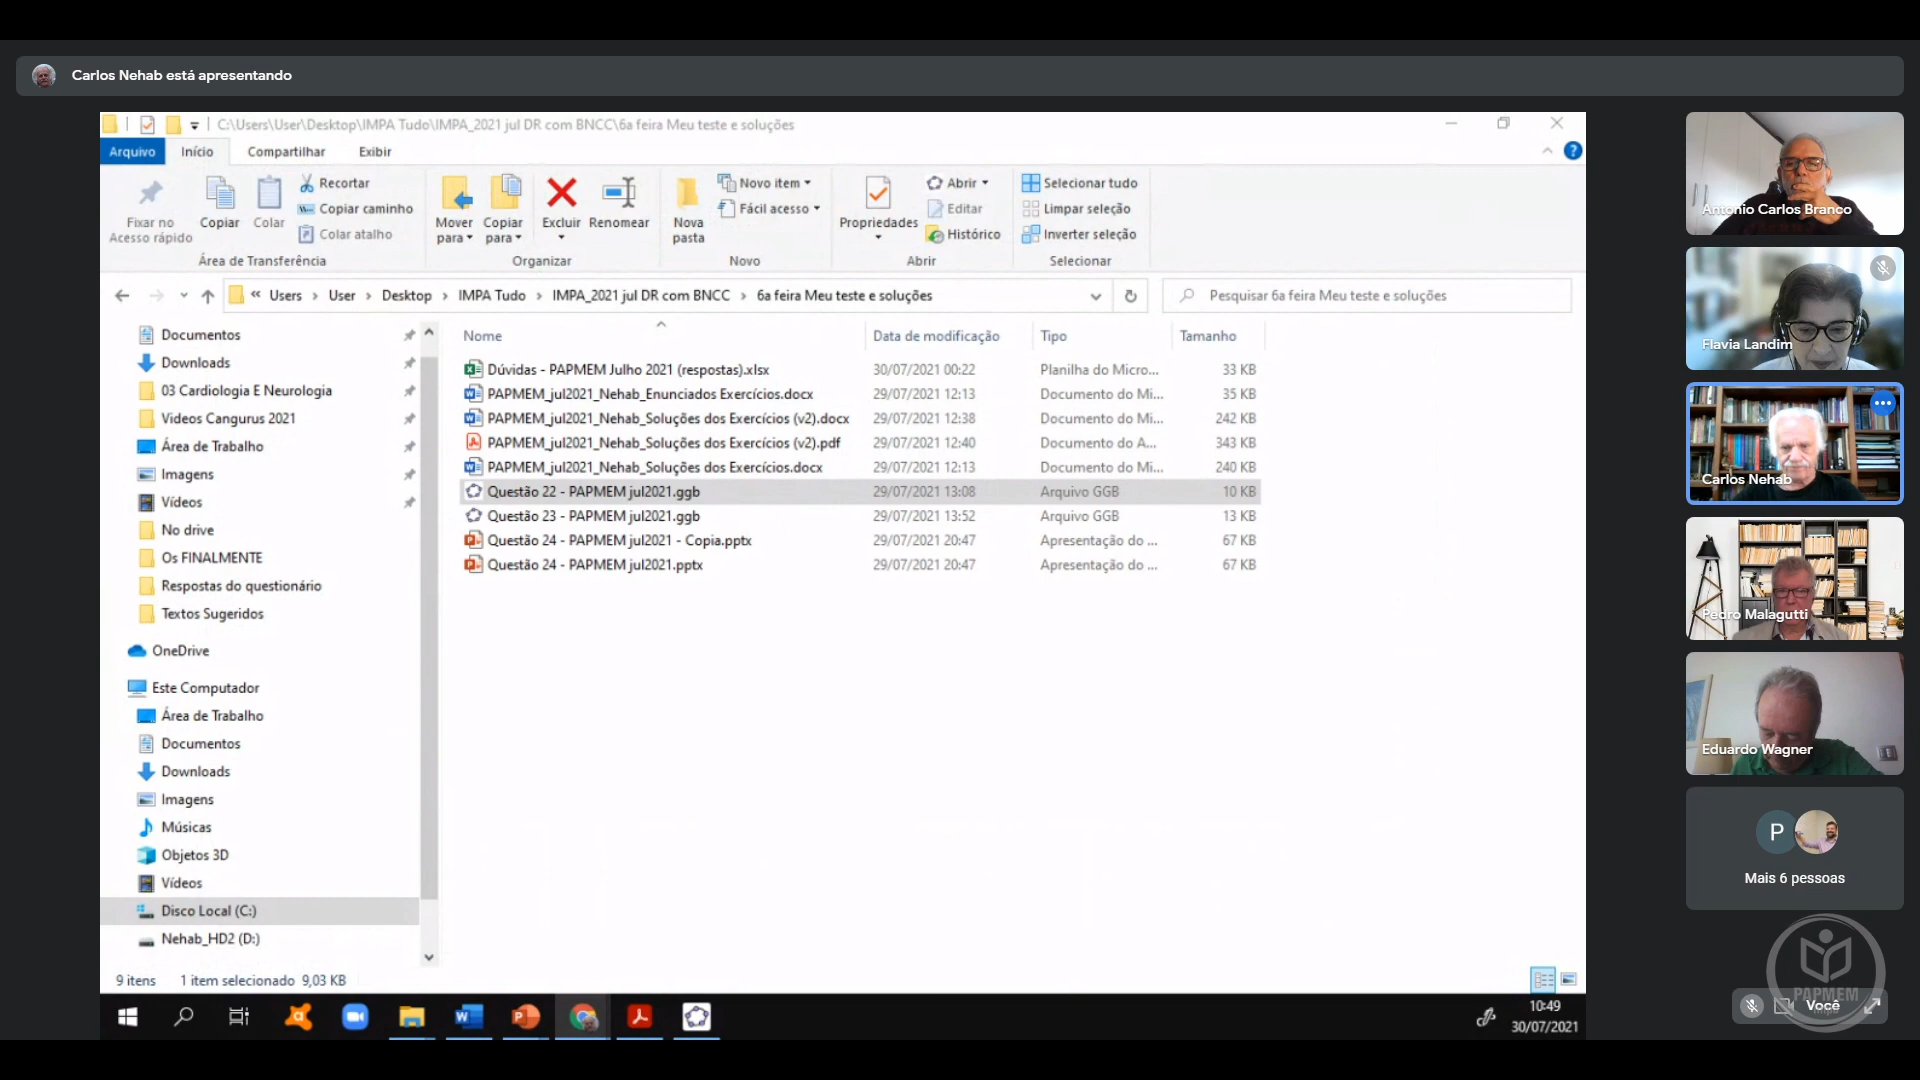 Carlos Nehab está apresentando
C:\Users\User\Desktop\IMPA Tudo\IMPA_2021 jul DR com BNCC\6a feira Meu teste e soluções
Arquivo Início Compartilhar Exibir
Fixar no Acesso rápido
Copiar
Colar
Recortar
Copiar caminho
Colar atalho
Área de Transferência
Mover para
Copiar para
Excluir
Renomear
Organizar
Nova pasta
Novo item
Fácil acesso
Novo
Propriedades
Abrir
Editar
Histórico
Abrir
Selecionar tudo
Limpar seleção
Inverter seleção
Selecionar
« Users > User > Desktop > IMPA Tudo > IMPA_2021 jul DR com BNCC > 6a feira Meu teste e soluções
Pesquisar 6a feira Meu teste e soluções
Documentos
Downloads
03 Cardiologia E Neurologia
Videos Cangurus 2021
Área de Trabalho
Imagens
Vídeos
No drive
Os FINALMENTE
Respostas do questionário
Textos Sugeridos
OneDrive
Este Computador
Área de Trabalho
Documentos
Downloads
Imagens
Músicas
Objetos 3D
Vídeos
Disco Local (C:)
Nehab_HD2 (D:)
Nome Data de modificação Tipo Tamanho
Dúvidas - PAPMEM Julho 2021 (respostas).xlsx 30/07/2021 00:22 Planilha do Micro... 33 KB
PAPMEM_jul2021_Nehab_Enunciados Exercícios.docx 29/07/2021 12:13 Documento do Mi... 35 KB
PAPMEM_jul2021_Nehab_Soluções dos Exercícios (v2).docx 29/07/2021 12:38 Documento do Mi... 242 KB
PAPMEM_jul2021_Nehab_Soluções dos Exercícios (v2).pdf 29/07/2021 12:40 Documento do A... 343 KB
PAPMEM_jul2021_Nehab_Soluções dos Exercícios.docx 29/07/2021 12:13 Documento do Mi... 240 KB
Questão 22 - PAPMEM jul2021.ggb 29/07/2021 13:08 Arquivo GGB 10 KB
Questão 23 - PAPMEM jul2021.ggb 29/07/2021 13:52 Arquivo GGB 13 KB
Questão 24 - PAPMEM jul2021 - Copia.pptx 29/07/2021 20:47 Apresentação do ... 67 KB
Questão 24 - PAPMEM jul2021.pptx 29/07/2021 20:47 Apresentação do ... 67 KB
9 itens 1 item selecionado 9,03 KB
10:49
30/07/2021
Antonio Carlos Branco
Flavia Landim
Carlos Nehab
Pedro Malagutti
Eduardo Wagner
P
Mais 6 pessoas
PAPMEM
impa
Você